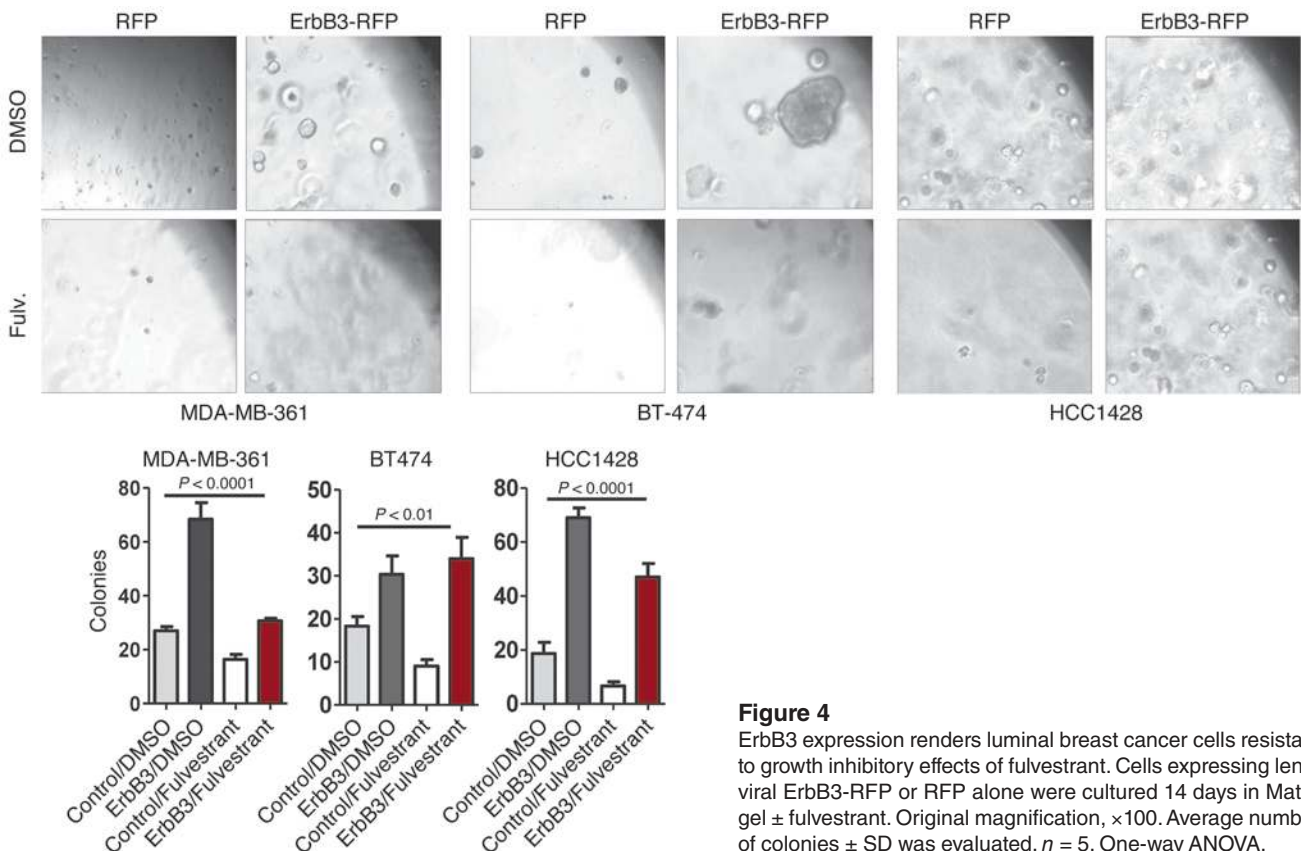 RFP ErbB3-RFP RFP ErbB3-RFP RFP ErbB3-RFP
DMSO
Fulv.
MDA-MB-361 BT-474 HCC1428
MDA-MB-361 BT474 HCC1428
P < 0.0001
P < 0.01
P < 0.0001
Colonies
80
60
40
20
0
50
40
30
20
10
0
80
60
40
20
0
Control/DMSO
ErbB3/DMSO
Control/Fulvestrant
ErbB3/Fulvestrant
Control/DMSO
ErbB3/DMSO
Control/Fulvestrant
ErbB3/Fulvestrant
Control/DMSO
ErbB3/DMSO
Control/Fulvestrant
ErbB3/Fulvestrant
Figure 4
ErbB3 expression renders luminal breast cancer cells resista
to growth inhibitory effects of fulvestrant. Cells expressing len
viral ErbB3-RFP or RFP alone were cultured 14 days in Mat
gel ± fulvestrant. Original magnification, ×100. Average numb
of colonies ± SD was evaluated. n = 5. One-way ANOVA.